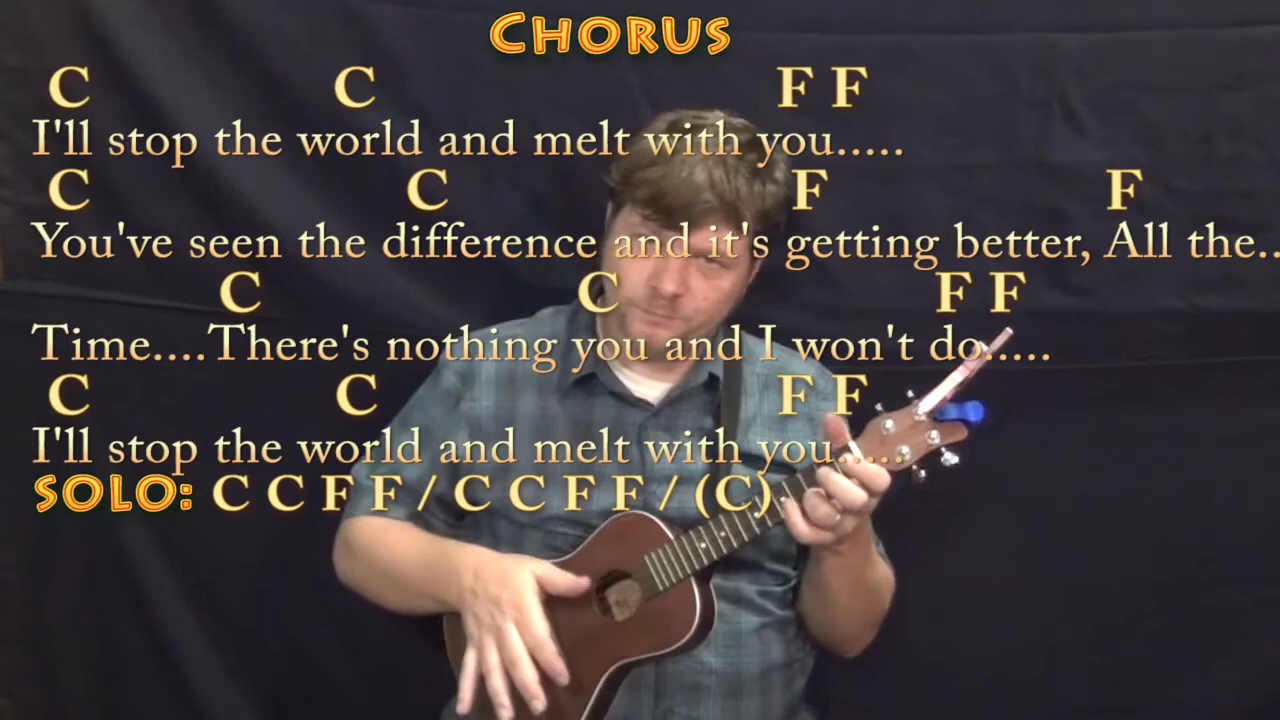 CHORUS
C C F F
I'll stop the world and melt with you.....
C C F F
You've seen the difference and it's getting better, All the..
C C F F
Time....There's nothing you and I won't do.....
C C F F
I'll stop the world and melt with you.....
SOLO: C C F F / C C F F / (C)